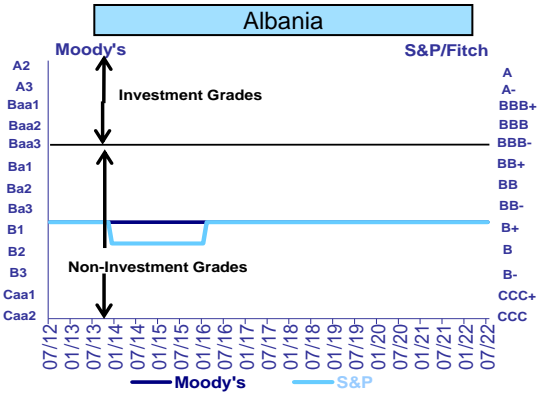 Albania
Moody's
S&P/Fitch
A2
A3
Baa1
Baa2
Baa3
Ba1
Ba2
Ba3
B1
B2
B3
Caa1
Caa2
Investment Grades
Non-Investment Grades
A
A-
BBB+
BBB
BBB-
BB+
BB
BB-
B+
B
B-
CCC+
CCC
07/12
01/13
07/13
01/14
07/14
01/15
07/15
01/16
07/16
01/17
07/17
01/18
07/18
01/19
07/19
01/20
07/20
01/21
07/21
01/22
07/22
Moody's
S&P